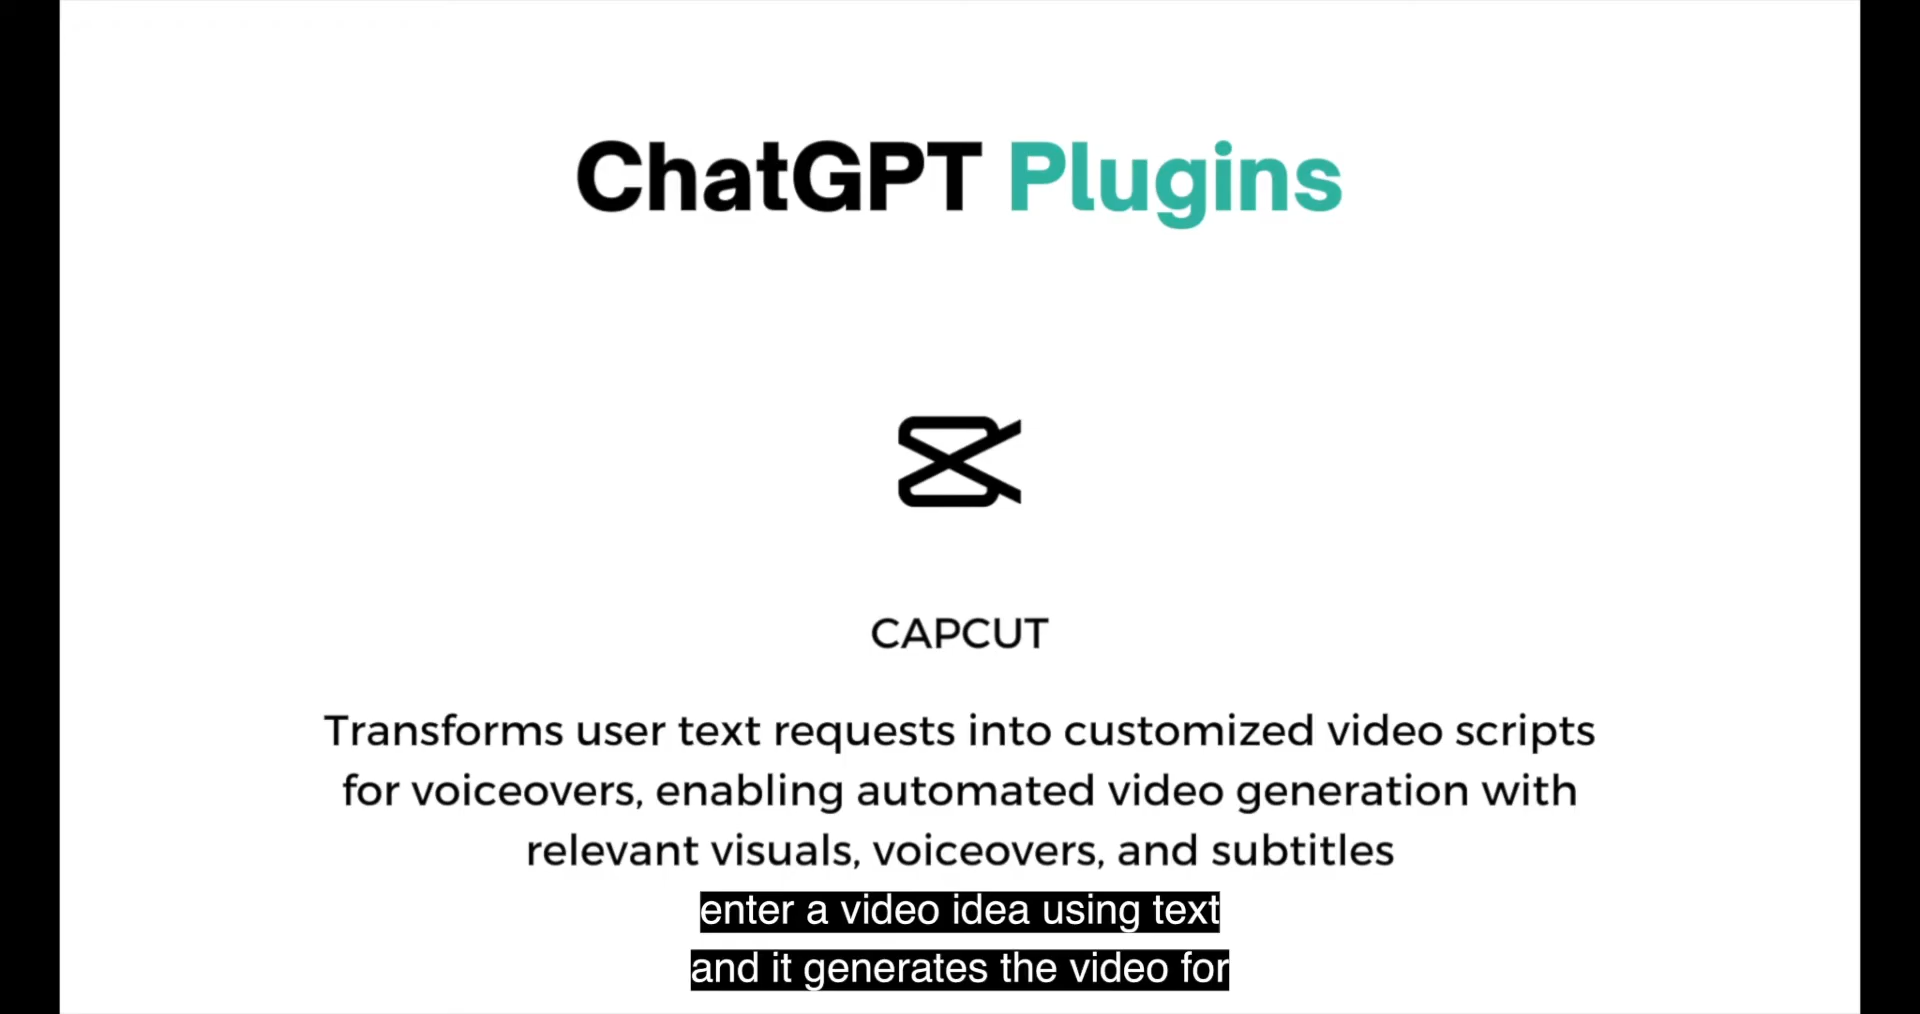 ChatGPT Plugins
CAPCUT
Transforms user text requests into customized video scripts
for voiceovers, enabling automated video generation with
relevant visuals, voiceovers, and subtitles
enter a video idea using text
and it generates the video for